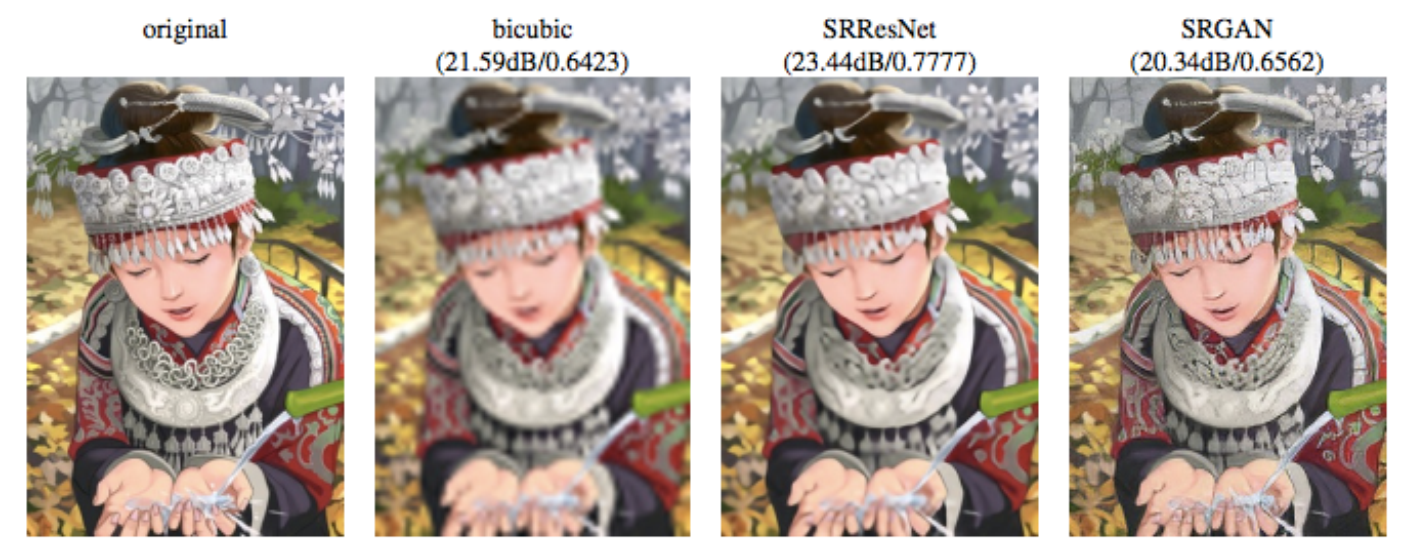 original
bicubic
(21.59dB/0.6423)
SRResNet
(23.44dB/0.7777)
SRGAN
(20.34dB/0.6562)